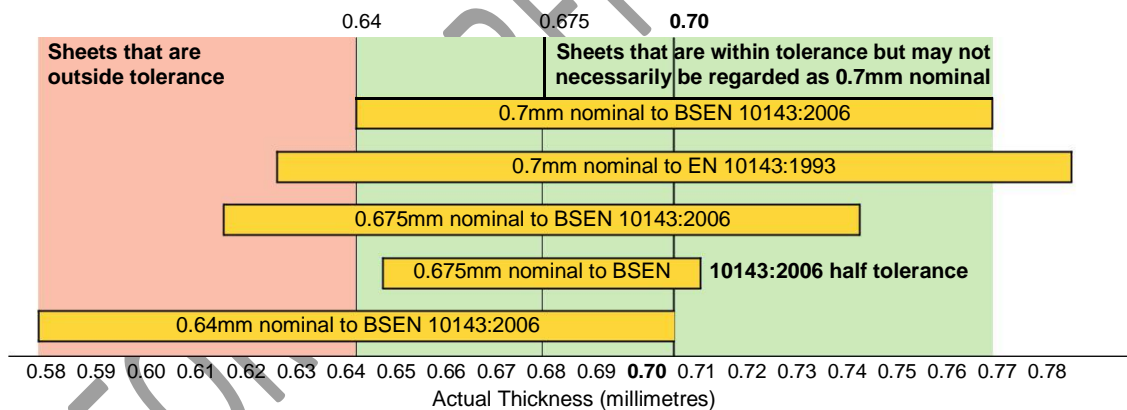 0.64 0.675 0.70
Sheets that are
outside tolerance
Sheets that are within tolerance but may not
necessarily be regarded as 0.7mm nominal
0.7mm nominal to BSEN 10143:2006
0.7mm nominal to EN 10143:1993
0.675mm nominal to BSEN 10143:2006
0.675mm nominal to BSEN 10143:2006 half tolerance
0.64mm nominal to BSEN 10143:2006
0.58 0.59 0.60 0.61 0.62 0.63 0.64 0.65 0.66 0.67 0.68 0.69 0.70 0.71 0.72 0.73 0.74 0.75 0.76 0.77 0.78
Actual Thickness (millimetres)